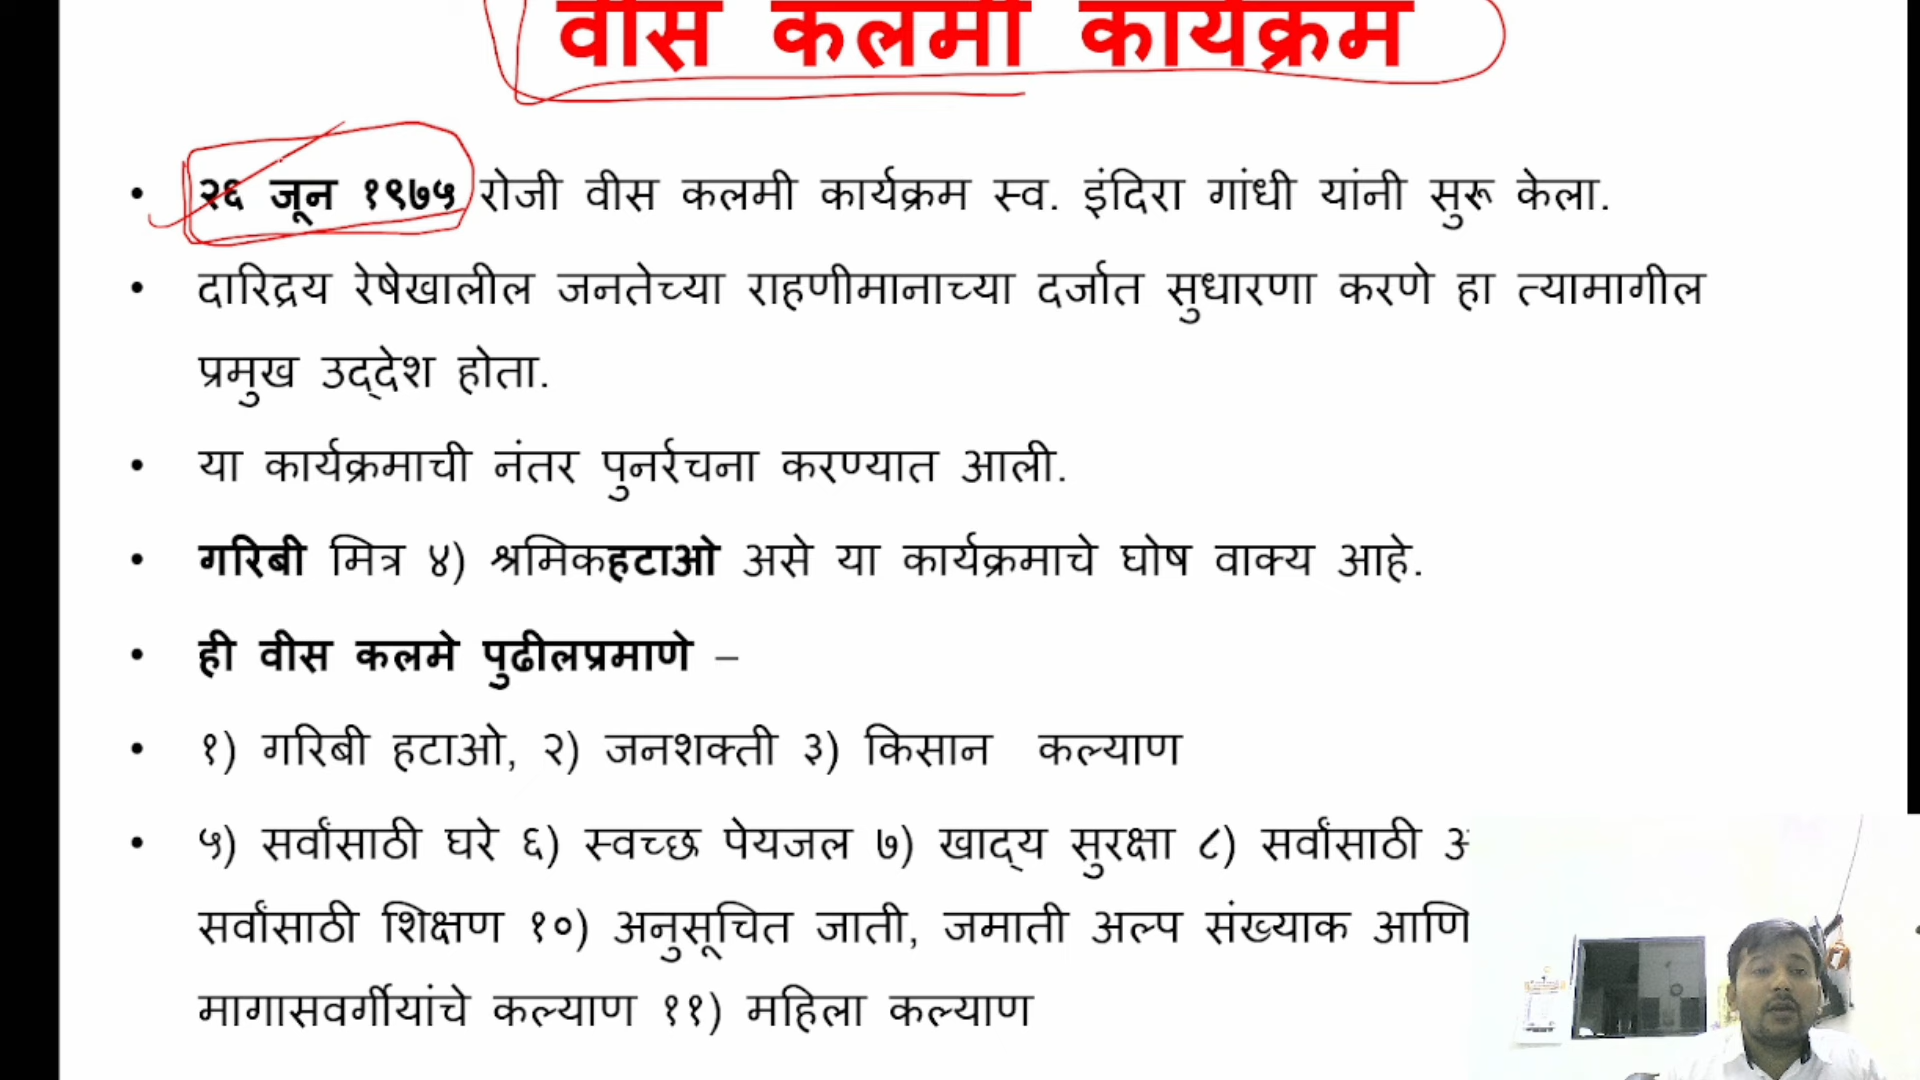 वीस कलमी कार्यक्रम
• २६ जून १९७५ रोजी वीस कलमी कार्यक्रम स्व. इंदिरा गांधी यांनी सुरू केला.
• दारिद्रय रेषेखालील जनतेच्या राहणीमानाच्या दर्जात सुधारणा करणे हा त्यामागील
प्रमुख उद्देश होता.
• या कार्यक्रमाची नंतर पुनर्रचना करण्यात आली.
• गरिबी मित्र ४) श्रमिकहटाओ असे या कार्यक्रमाचे घोष वाक्य आहे.
• ही वीस कलमे पुढीलप्रमाणे –
• १) गरिबी हटाओ, २) जनशक्ती ३) किसान कल्याण
• ५) सर्वांसाठी घरे ६) स्वच्छ पेयजल ७) खाद्य सुरक्षा ८) सर्वांसाठी
सर्वांसाठी शिक्षण १०) अनुसूचित जाती, जमाती अल्प संख्याक आणि
मागासवर्गीयांचे कल्याण ११) महिला कल्याण